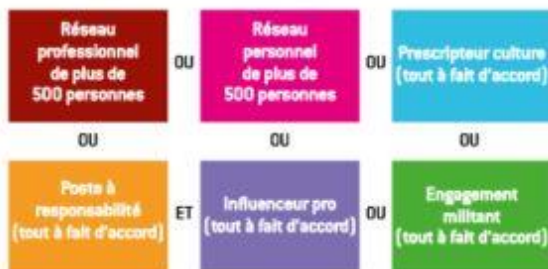 Réseau
professionnel
de plus de
500 personnes
OU
Réseau
personnel
de plus de
500 personnes
OU
Prescripteur culture
(tout à fait d'accord)
OU
OU
OU
Poste à
responsabilité
(tout à fait d'accord)
ET
Influenceur pro
(tout à fait d'accord)
OU
Engagement
militant
(tout à fait d'accord)